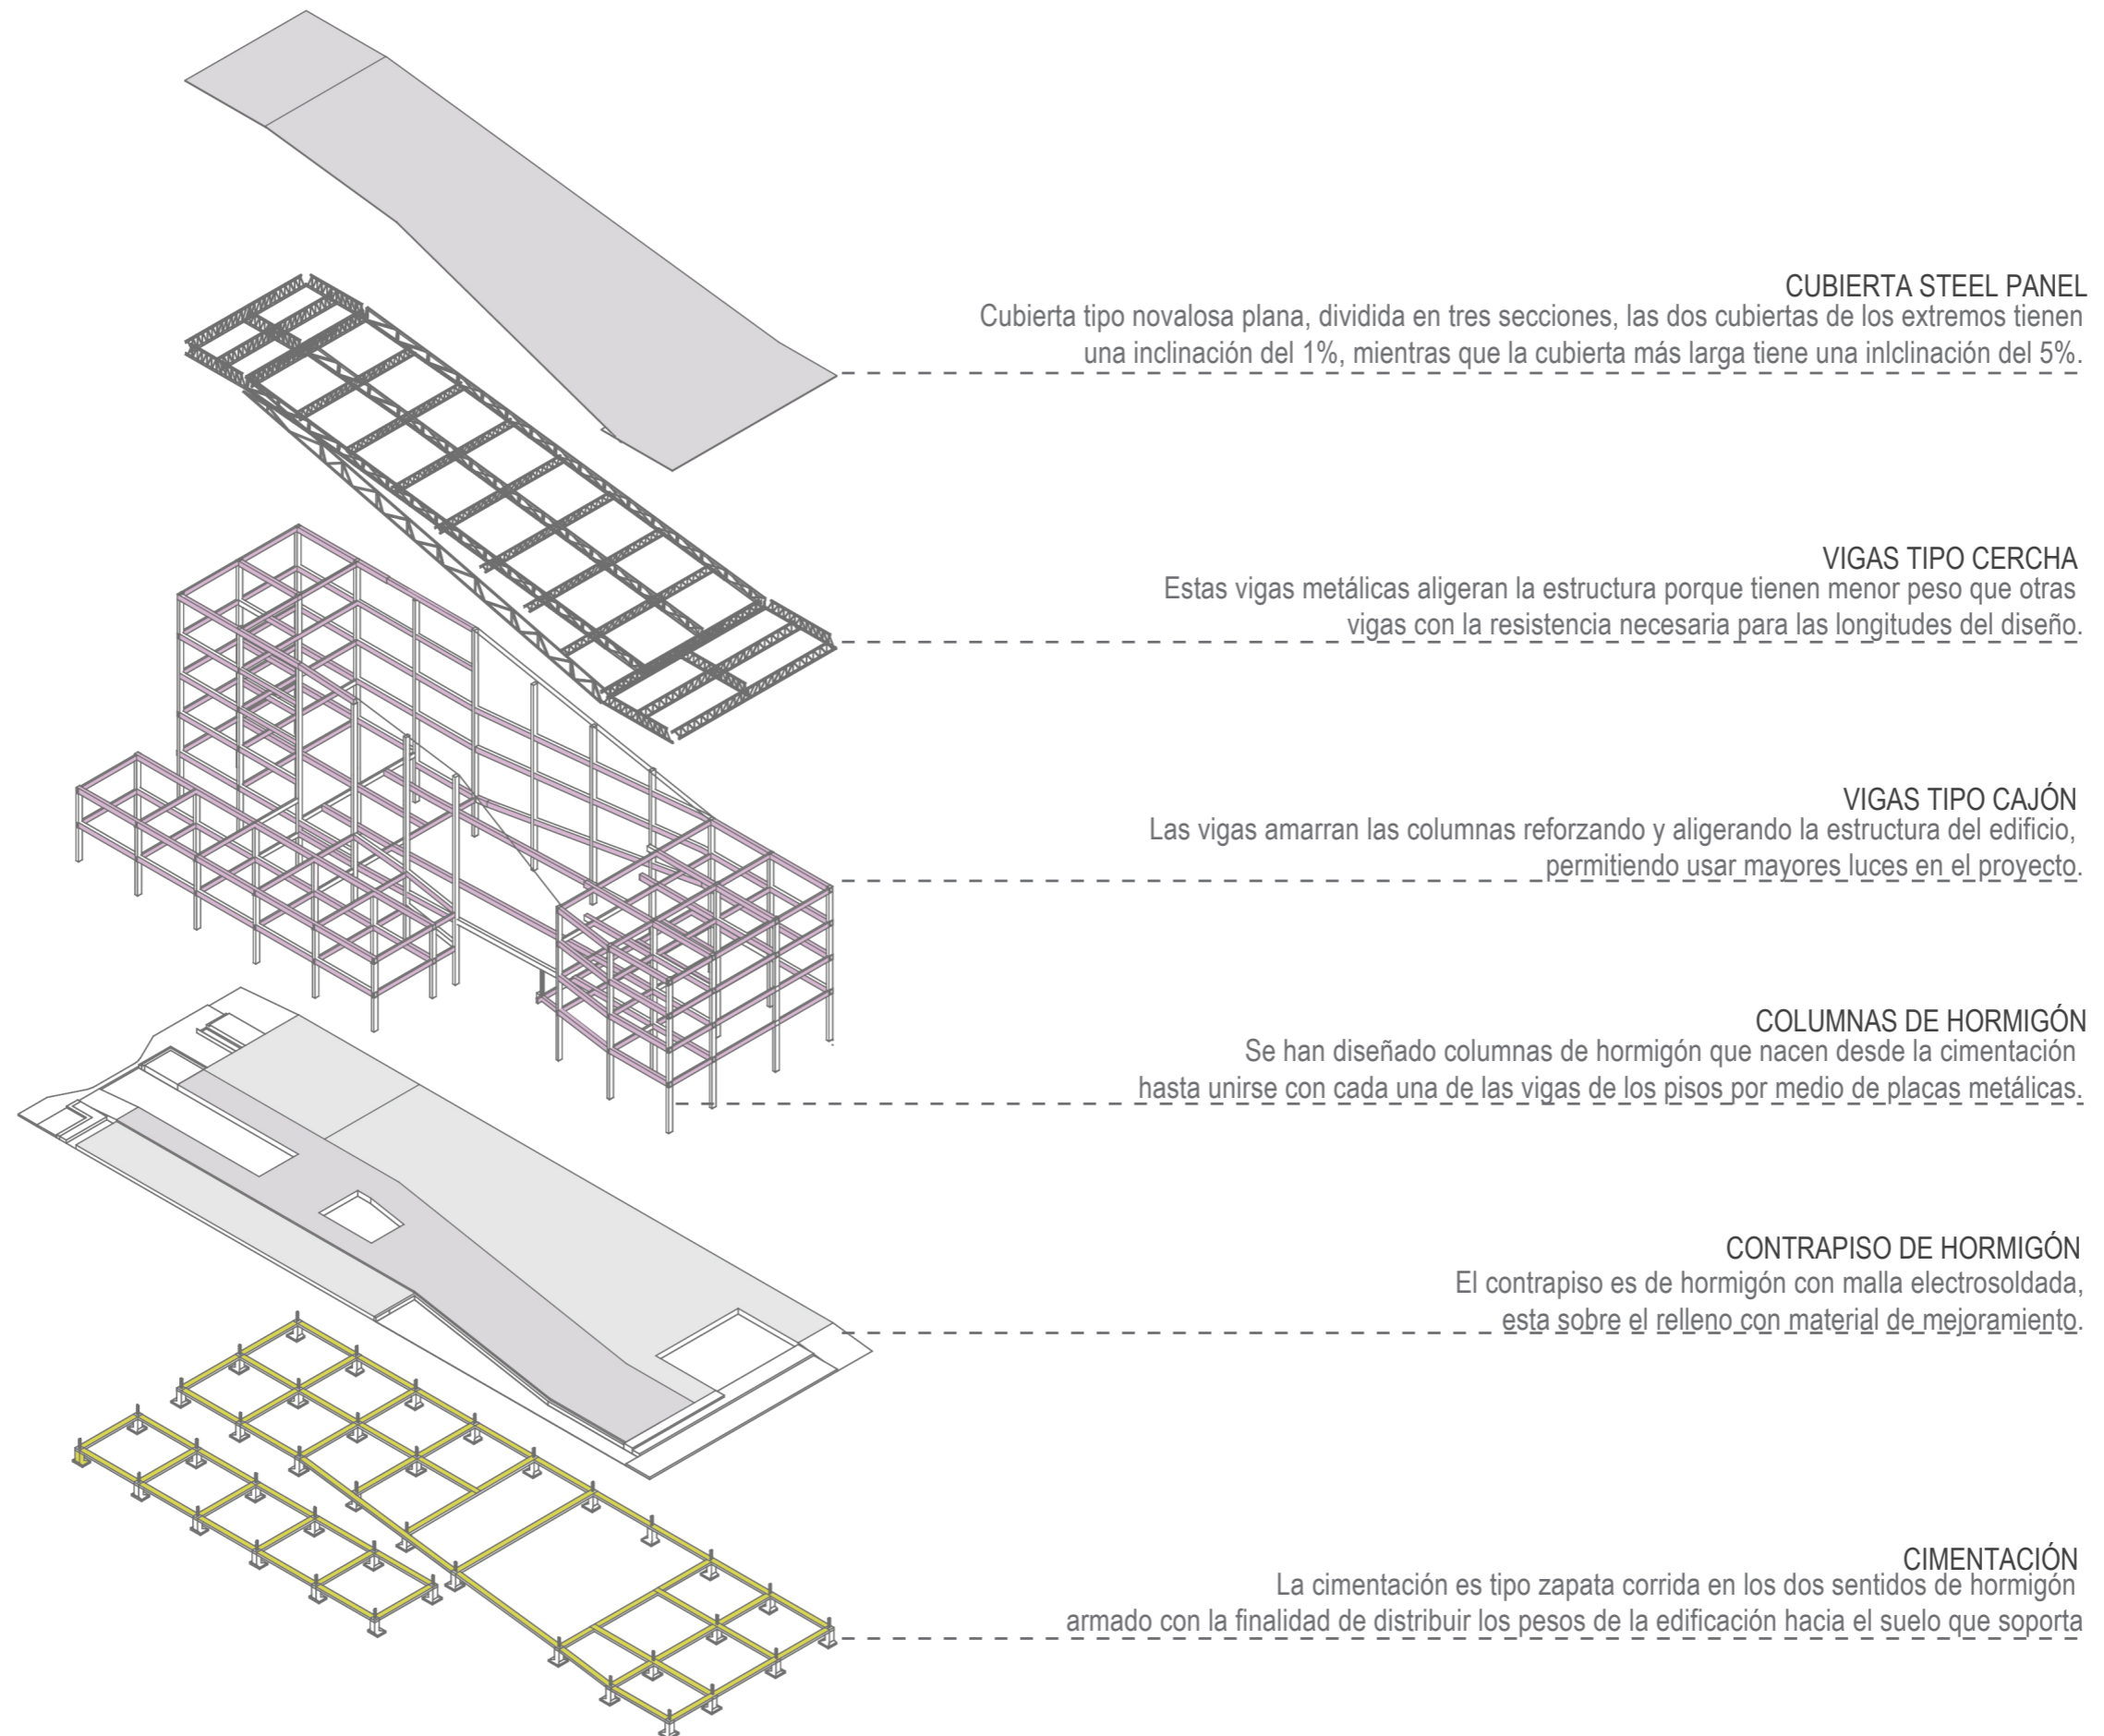 CUBIERTA STEEL PANEL
Cubierta tipo novalosa plana, dividida en tres secciones, las dos cubiertas de los extremos tienen
una inclinación del 1%, mientras que la cubierta más larga tiene una inlclinación del 5%.
VIGAS TIPO CERCHA
Estas vigas metálicas aligeran la estructura porque tienen menor peso que otras
vigas con la resistencia necesaria para las longitudes del diseño.
VIGAS TIPO CAJÓN
Las vigas amarran las columnas reforzando y aligerando la estructura del edificio,
permitiendo usar mayores luces en el proyecto.
COLUMNAS DE HORMIGÓN
Se han diseñado columnas de hormigón que nacen desde la cimentación
hasta unirse con cada una de las vigas de los pisos por medio de placas metálicas.
CONTRAPISO DE HORMIGÓN
El contrapiso es de hormigón con malla electrosoldada,
esta sobre el relleno con material de mejoramiento.
CIMENTACIÓN
La cimentación es tipo zapata corrida en los dos sentidos de hormigón
armado con la finalidad de distribuir los pesos de la edificación hacia el suelo que soporta